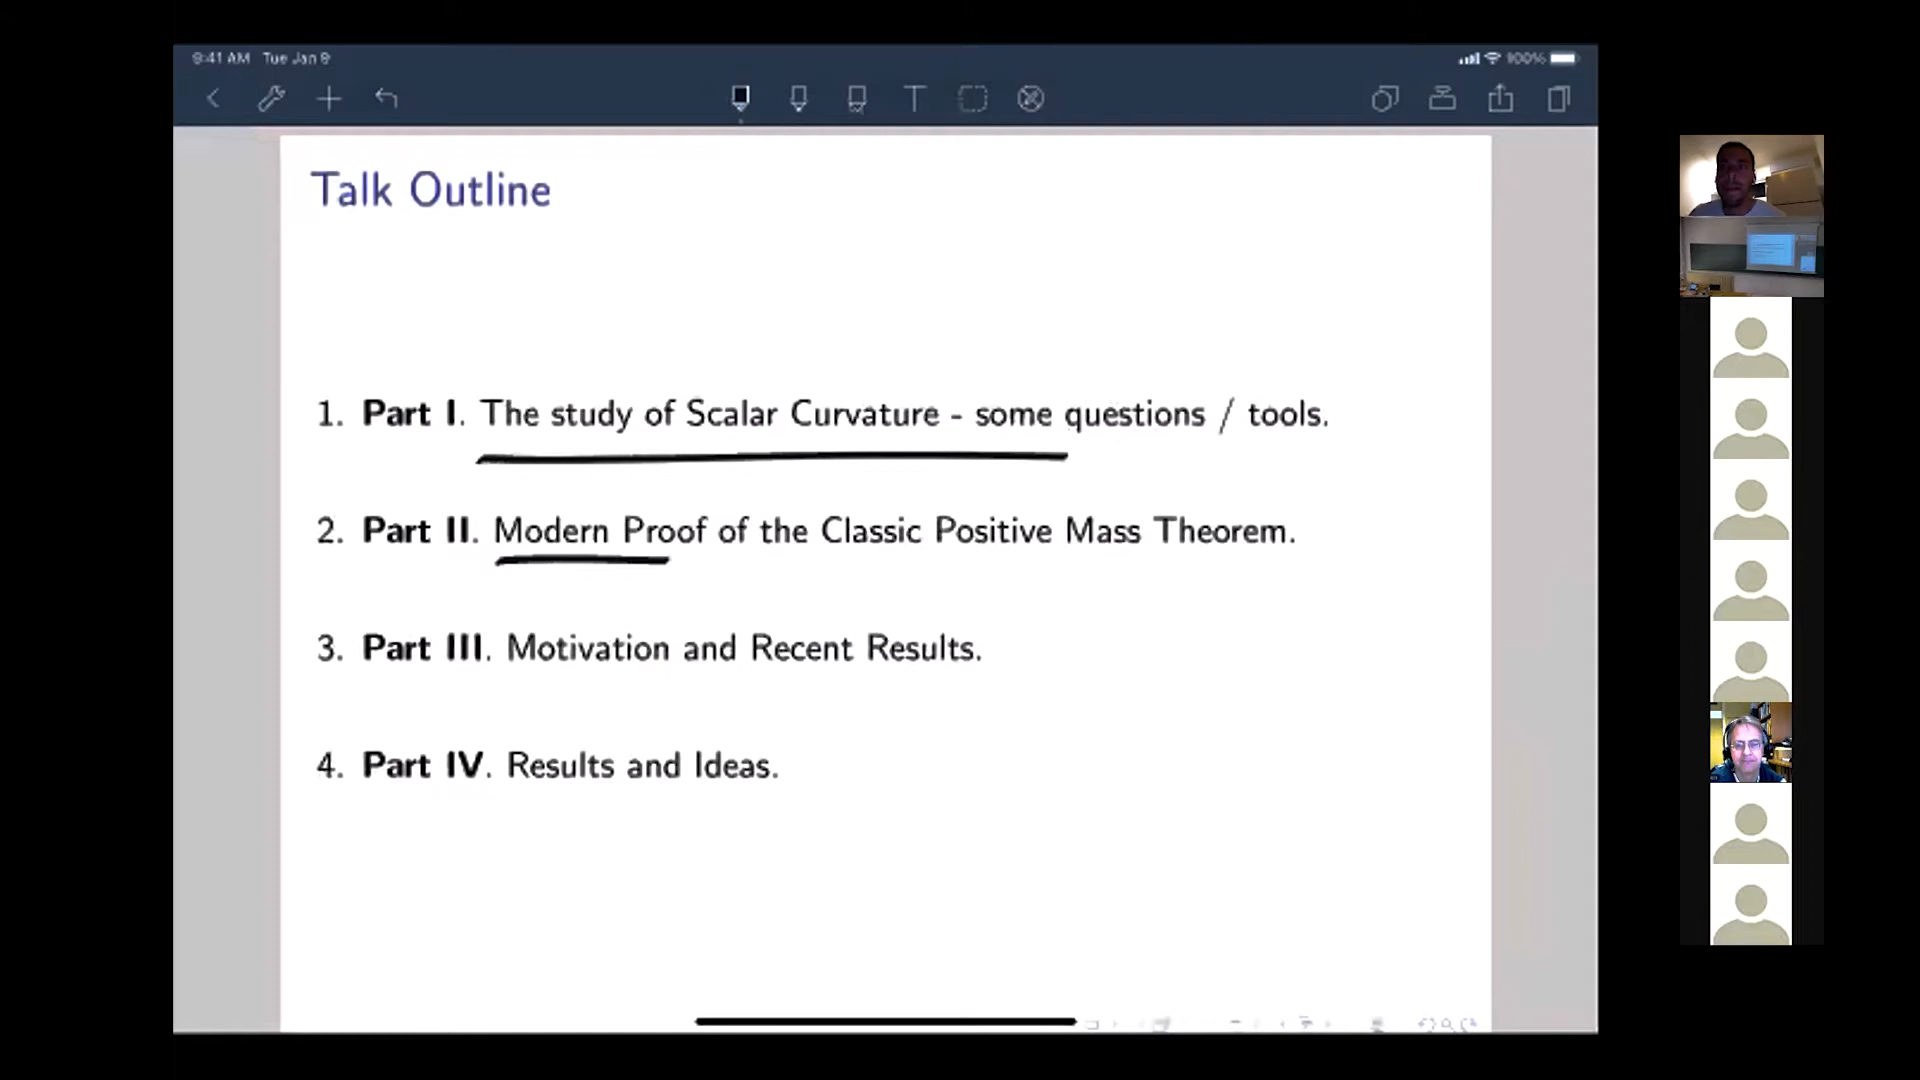 9:41 AM Tue Jan 9
100%
T
Talk Outline
1. Part I. The study of Scalar Curvature - some questions / tools.
2. Part II. Modern Proof of the Classic Positive Mass Theorem.
3. Part III. Motivation and Recent Results.
4. Part IV. Results and Ideas.